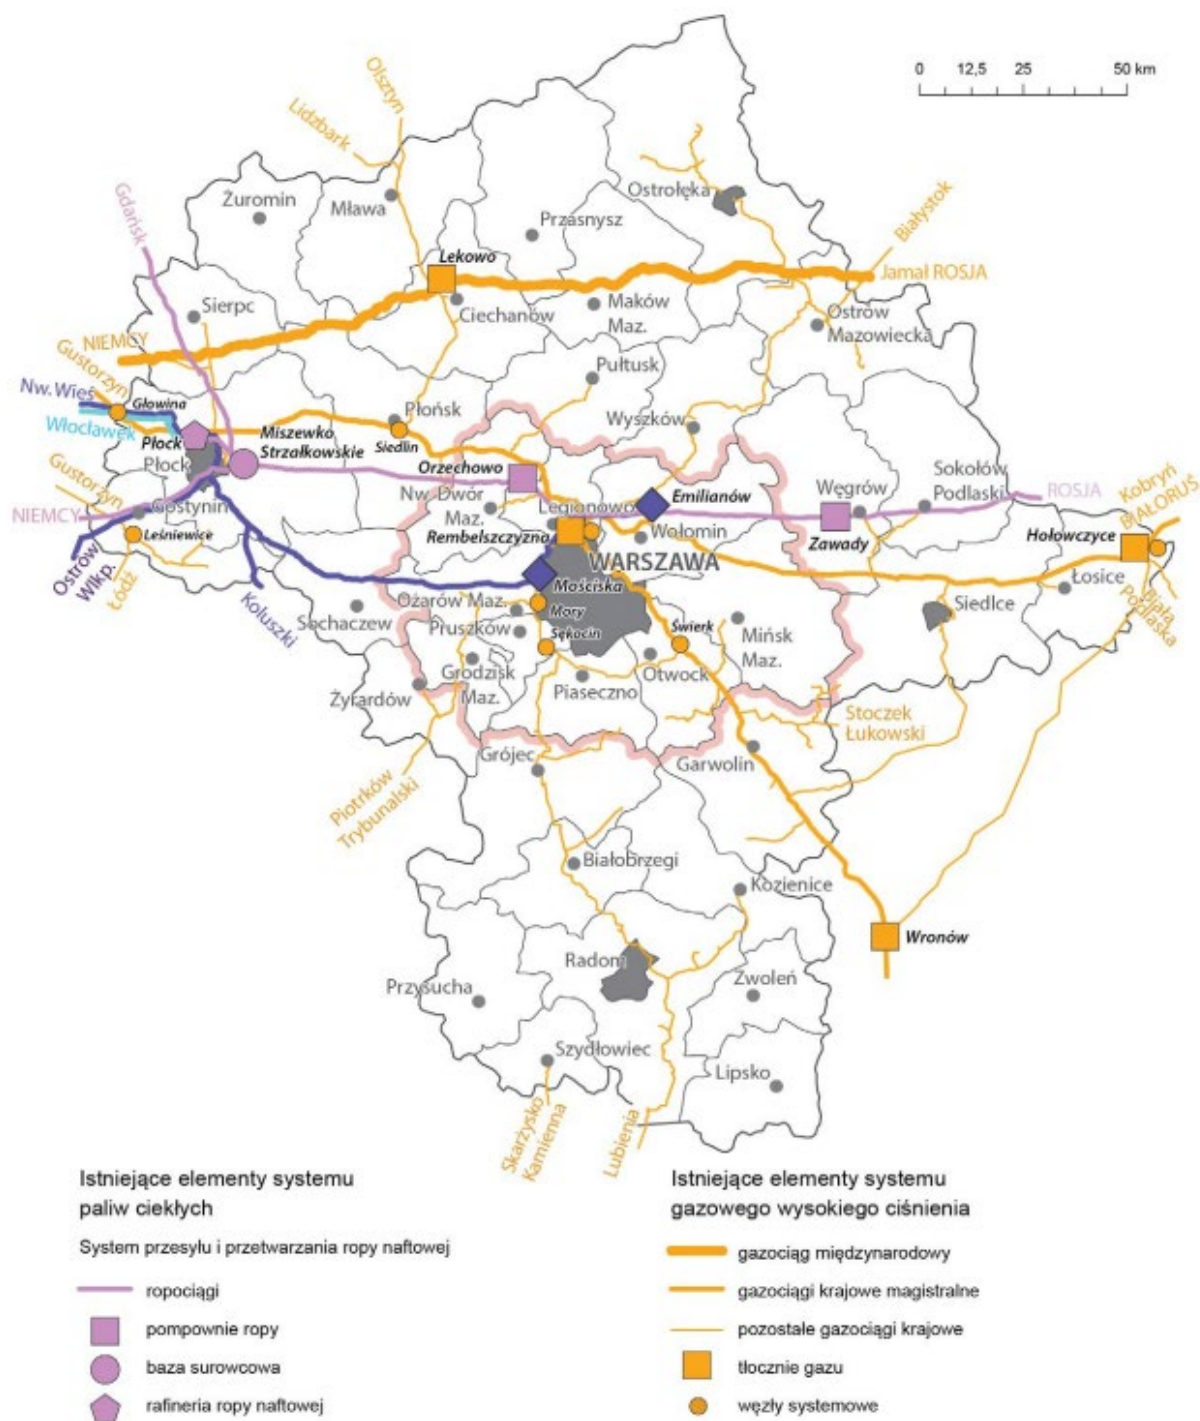 0 12,5 25 50 km
Olsztyn
Lidzbark
Gdańsk
Żuromin
Mława
Ostrołęka
Przasnysz
Białystok
Lekowo
Jamał ROSJA
Sierpc
Ciechanów
Maków
Maz.
Ostrów
Mazowiecka
NIEMCY
Gustorzyn
Pułtusk
Nw.Wieś
Głowina
Włocławek
Płońsk
Wyszków
Siedlin
Miszewko
Strzałkowskie
Płock
Płock
Orzechowo
Sokołów
Podlaski
Węgrów
ROSJA
Kobryń
BIAŁORUŚ
Emilianów
Nw. Dwór
Maz.
Legionowo
Gustorzyn
Gostynin
NIEMCY
Leśniewice
Rembelszczyzna
Wołomin
Zawady
Hołowczyce
WARSZAWA
Ostrów
Wlkp.
Łódź
Koluszki
Mościska
Ożarów Maz.
Mory
Łosice
Siedlce
Biała
Podlaska
Sochaczew
Pruszków
Sękocin
Świerk
Mińsk
Maz.
Grodzisk
Maz.
Otwock
Żyrardów
Piaseczno
Stoczek
Łukowski
Grójec
Garwolin
Piotrków
Trybunalski
Białobrzegi
Kozienice
Wronów
Radom
Przysucha
Zwoleń
Szydłowiec
Lipsko
Skarżysko
Kamienna
Lubienia
Istniejące elementy systemu
paliw ciekłych
System przesyłu i przetwarzania ropy naftowej
ropociągi
pompownie ropy
baza surowcowa
rafineria ropy naftowej
Istniejące elementy systemu
gazowego wysokiego ciśnienia
gazociąg międzynarodowy
gazociągi krajowe magistralne
pozostałe gazociągi krajowe
tłocznie gazu
węzły systemowe